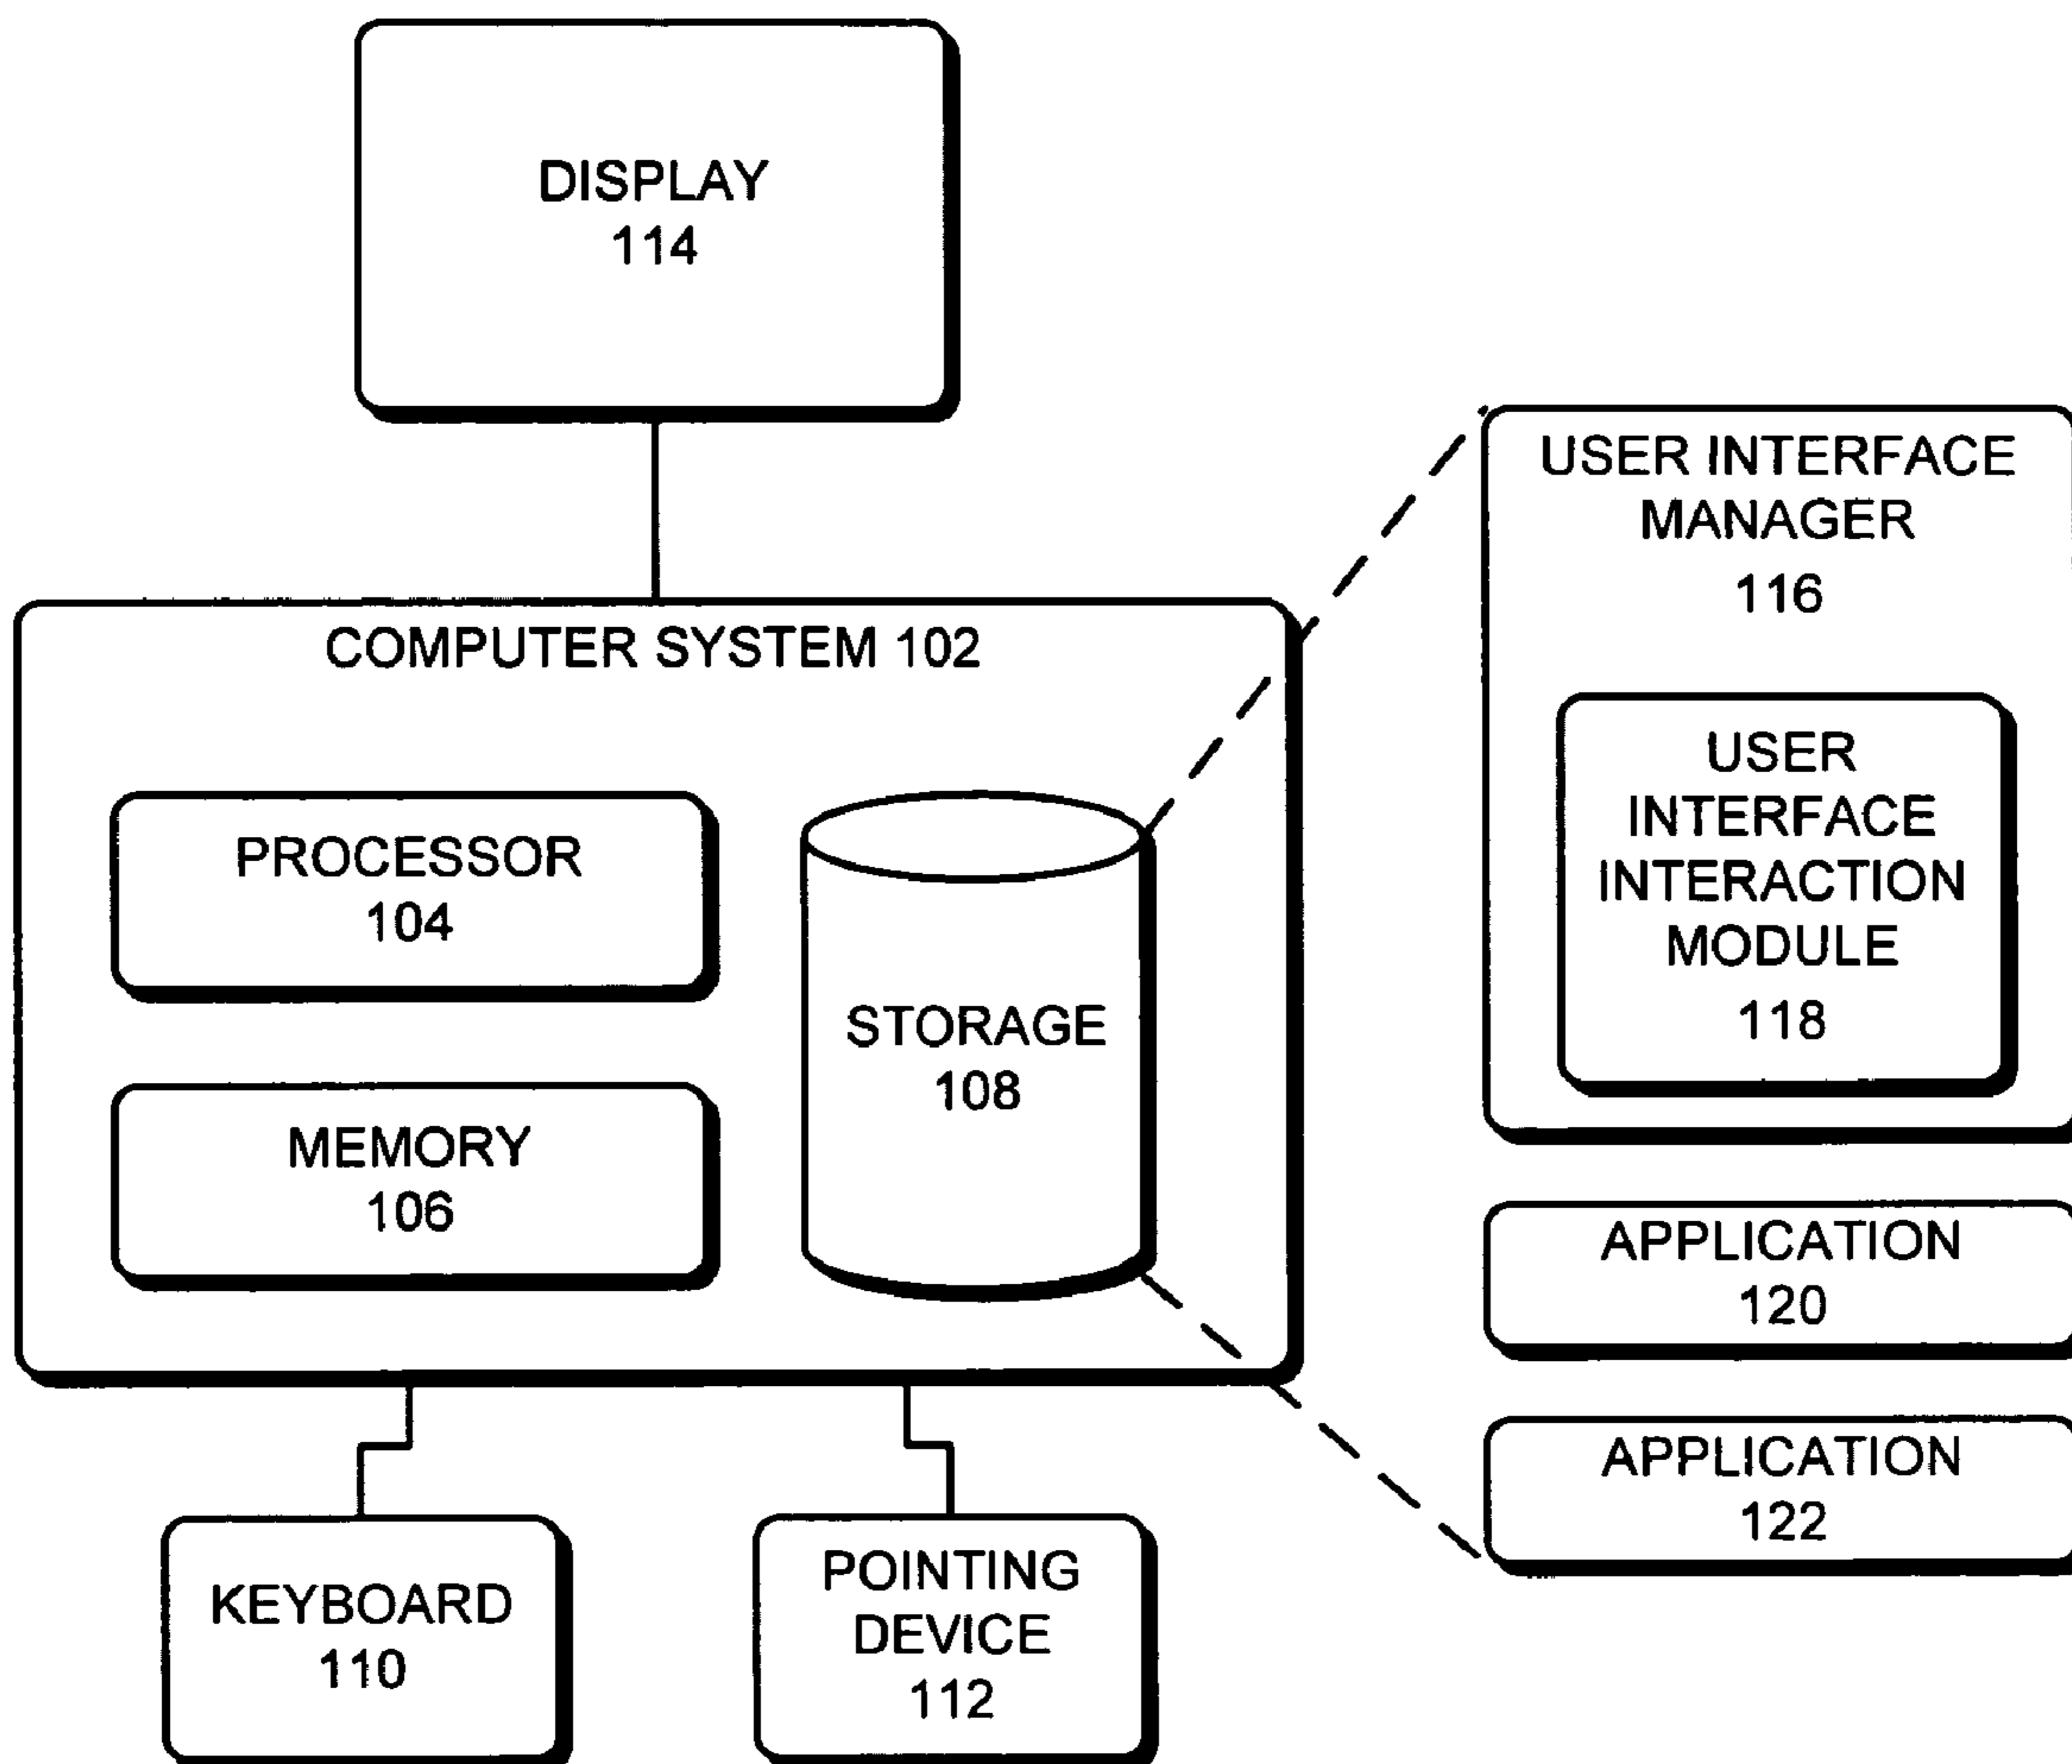 DISPLAY
114
COMPUTER SYSTEM 102
PROCESSOR
104
MEMORY
106
STORAGE
108
KEYBOARD
110
POINTING
DEVICE
112
USER INTERFACE
MANAGER
116
USER
INTERFACE
INTERACTION
MODULE
118
APPLICATION
120
APPLICATION
122